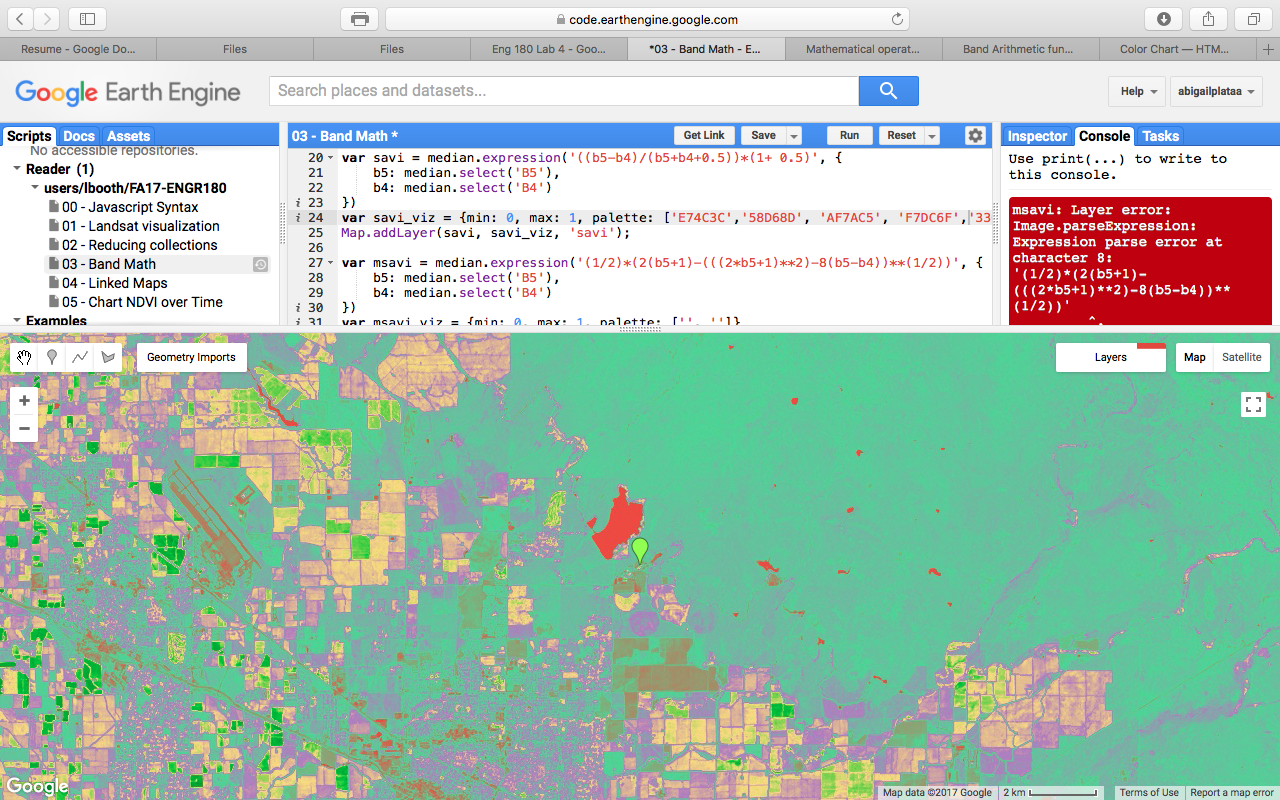 code.earthengine.google.com
Resume - Google Do...
Files
Files
Eng 180 Lab 4 - Goo...
*03 - Band Math - E...
Mathematical operat...
Band Arithmetic fun...
Color Chart — HTM...
Google Earth Engine
Search places and datasets...
Help
abigailplataa
Scripts Docs Assets
No accessible repositories.
Reader (1)
users/lbooth/FA17-ENGR180
00 - Javascript Syntax
01 - Landsat visualization
02 - Reducing collections
03 - Band Math
04 - Linked Maps
05 - Chart NDVI over Time
Examples
03 - Band Math *
Get Link
Save
Run
Reset
20 var savi = median.expression('((b5-b4)/(b5+b4+0.5))*(1+ 0.5)', {
21 b5: median.select('B5'),
22 b4: median.select('B4')
i 23 })
i 24 var savi_viz = {min: 0, max: 1, palette: ['E74C3C','58D68D', 'AF7AC5', 'F7DC6F','33
25 Map.addLayer(savi, savi_viz, 'savi');
26
27 var msavi = median.expression('(1/2)*(2(b5+1)-(((2*b5+1)**2)-8(b5-b4))**(1/2))', {
28 b5: median.select('B5'),
29 b4: median.select('B4')
i 30 })
i 31 var msavi_viz = {min: 0, max: 1, palette: ['', '']}
Inspector Console Tasks
Use print(...) to write to
this console.
msavi: Layer error:
Image.parseExpression:
Expression parse error at
character 8:
'(1/2)*(2(b5+1)-
(((2*b5+1)**2)-8(b5-b4))**
(1/2))'
^.
Geometry Imports
Layers
Map
Satellite
+
−
Google
Map data ©2017 Google
2 km
Terms of Use
Report a map error